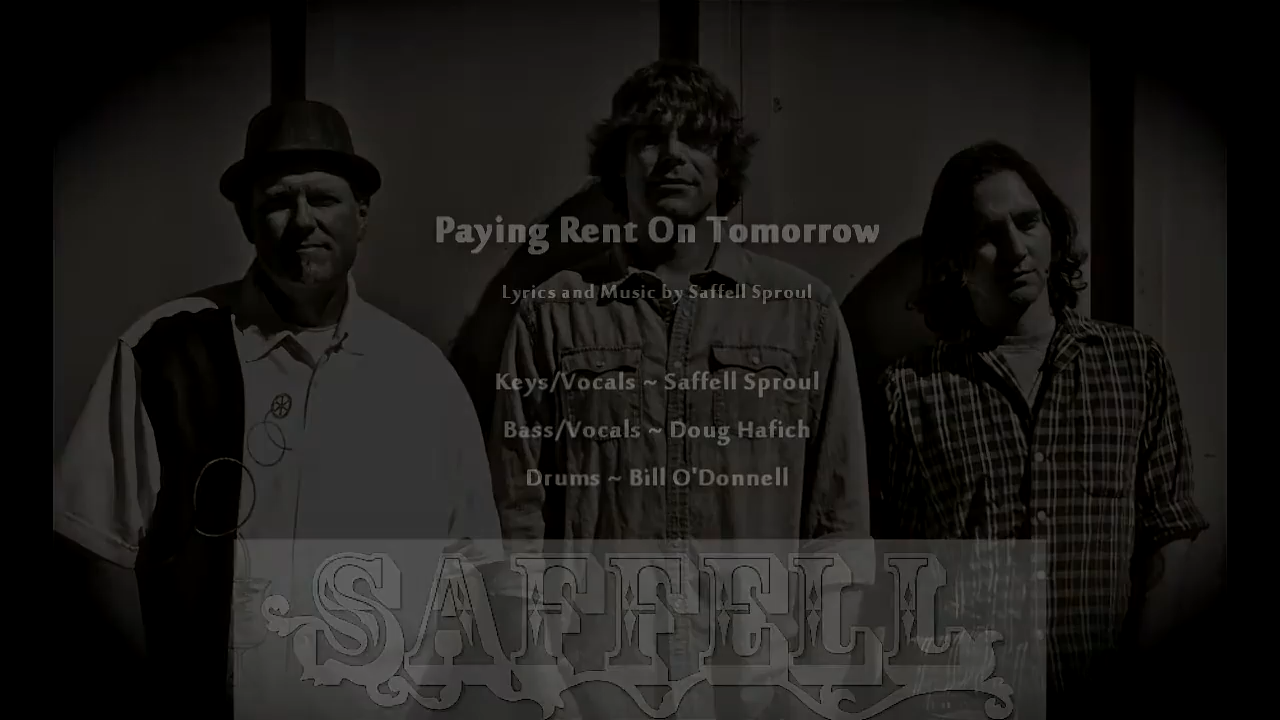 Paying Rent On Tomorrow
Lyrics and Music by Saffell Sproul
Keys/Vocals ~ Saffell Sproul
Bass/Vocals ~ Doug Hafich
Drums ~ Bill O'Donnell
SAFFELL